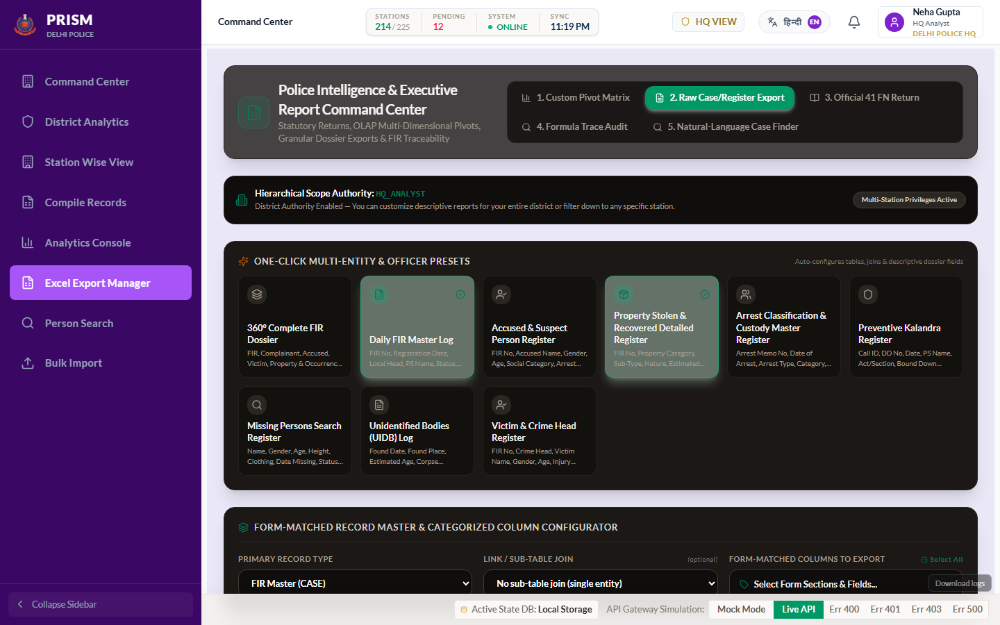 PRISM
DELHI POLICE
Command Center
District Analytics
Station Wise View
Compile Records
Analytics Console
Excel Export Manager
Person Search
Bulk Import
Collapse Sidebar
Command Center
STATIONS
214 / 225
PENDING
12
SYSTEM
ONLINE
SYNC
11:19 PM
HQ VIEW
हिन्दी
EN
Neha Gupta
HQ Analyst
DELHI POLICE HQ
Police Intelligence & Executive
Report Command Center
Statutory Returns, OLAP Multi-Dimensional Pivots,
Granular Dossier Exports & FIR Traceability
1. Custom Pivot Matrix
2. Raw Case/Register Export
3. Official 41 FN Return
4. Formula Trace Audit
5. Natural-Language Case Finder
Hierarchical Scope Authority: HQ_ANALYST
District Authority Enabled — You can customize descriptive reports for your entire district or filter down to any specific station.
Multi-Station Privileges Active
ONE-CLICK MULTI-ENTITY & OFFICER PRESETS
Auto-configures tables, joins & descriptive dossier fields
360° Complete FIR
Dossier
FIR, Complainant, Accused,
Victim, Property & Occurrenc...
Daily FIR Master Log
FIR No, Registration Date,
Local Head, PS Name, Status,...
Accused & Suspect
Person Register
FIR No, Accused Name, Gender,
Age, Social Category, Arrest...
Property Stolen &
Recovered Detailed
Register
FIR No, Property Category,
Sub-Type, Nature, Estimated...
Arrest Classification &
Custody Master
Register
Arrest Memo No, Date of
Arrest, Arrest Type, Category,...
Preventive Kalandra
Register
Call ID, DD No, Date, PS Name,
Act/Section, Bound Down...
Missing Persons Search
Register
Name, Gender, Age, Height,
Clothing, Date Missing, Status...
Unidentified Bodies
(UIDB) Log
Found Date, Found Place,
Estimated Age, Corpse...
Victim & Crime Head
Register
FIR No, Crime Head, Victim
Name, Gender, Age, Injury...
FORM-MATCHED RECORD MASTER & CATEGORIZED COLUMN CONFIGURATOR
PRIMARY RECORD TYPE
FIR Master (CASE)
LINK / SUB-TABLE JOIN
(optional)
No sub-table join (single entity)
FORM-MATCHED COLUMNS TO EXPORT
Select All
Select Form Sections & Fields...
Download logs
Active State DB: Local Storage
API Gateway Simulation:
Mock Mode
Live API
Err 400
Err 401
Err 403
Err 500